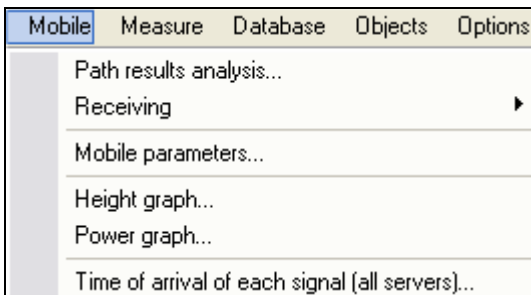 Mobile Measure Database Objects Options
Path results analysis...
Receiving
Mobile parameters...
Height graph...
Power graph...
Time of arrival of each signal (all servers)...